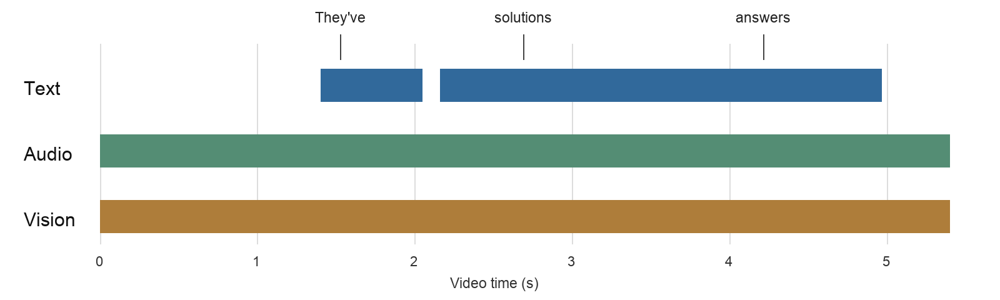 They've solutions answers
Text
Audio
Vision
0 1 2 3 4 5
Video time (s)